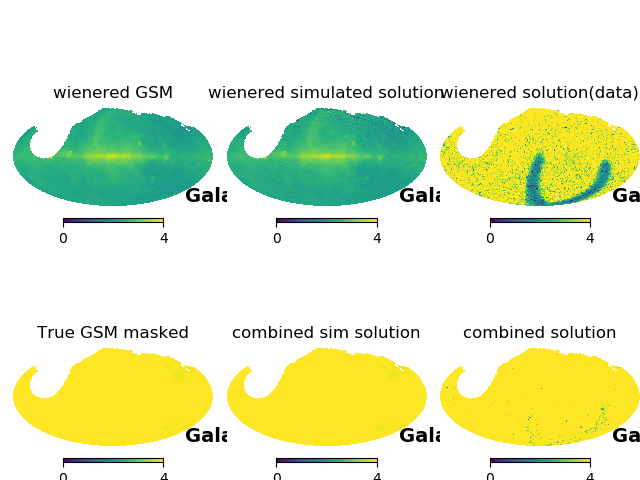 wienered GSM
wienered simulated solution
wienered solution(data)
Gala
Gala
Ga
0 4
0 4
0 4
True GSM masked
combined sim solution
combined solution
Gala
Gala
Ga
0 4
0 4
0 4